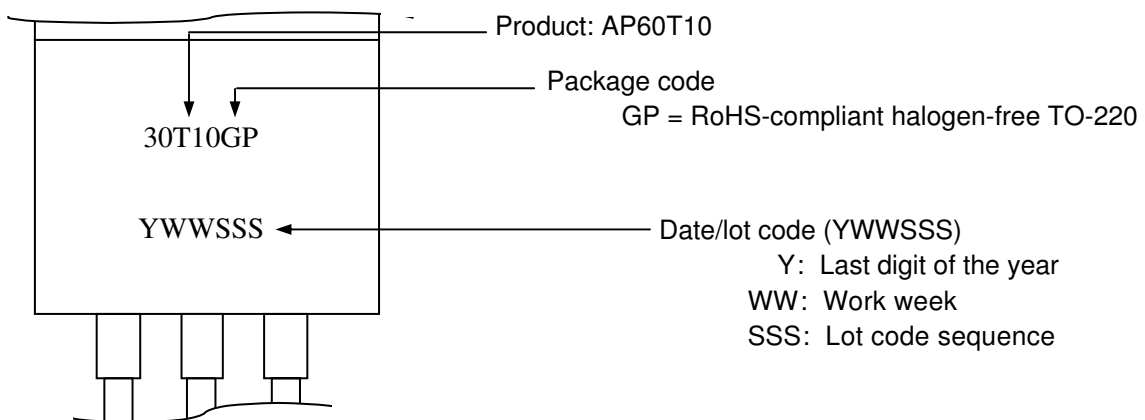 Product: AP60T10
Package code
GP = RoHS-compliant halogen-free TO-220
30T10GP
YWWSSS
Date/lot code (YWWSSS)
Y: Last digit of the year
WW: Work week
SSS: Lot code sequence